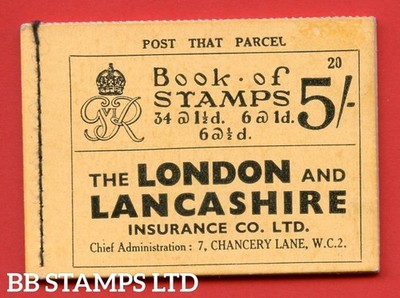 POST THAT PARCEL
20
GVIR
Book · of
STAMPS
34 @ 1½d. 6 @ 1d.
6 @ ½d.
5/-
THE LONDON AND
LANCASHIRE
INSURANCE CO. LTD.
Chief Administration : 7, CHANCERY LANE, W.C.2.
BB STAMPS LTD